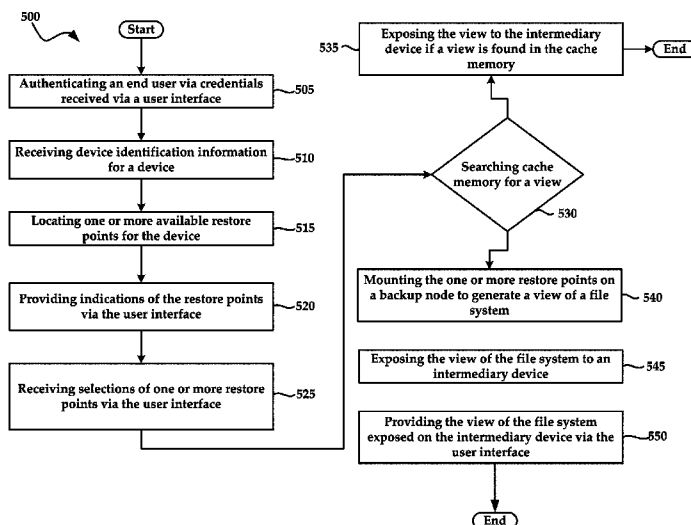 500
Start
Authenticating an end user via credentials
received via a user interface
505
Receiving device identification information
for a device
510
Locating one or more available restore
points for the device
515
Providing indications of the restore points
via the user interface
520
Receiving selections of one or more restore
points via the user interface
525
Searching cache
memory for a view
530
535
Exposing the view to the intermediary
device if a view is found in the cache
memory
End
Mounting the one or more restore points on
a backup node to generate a view of a file
system
540
Exposing the view of the file system to an
intermediary device
545
Providing the view of the file system
exposed on the intermediary device via the
user interface
550
End